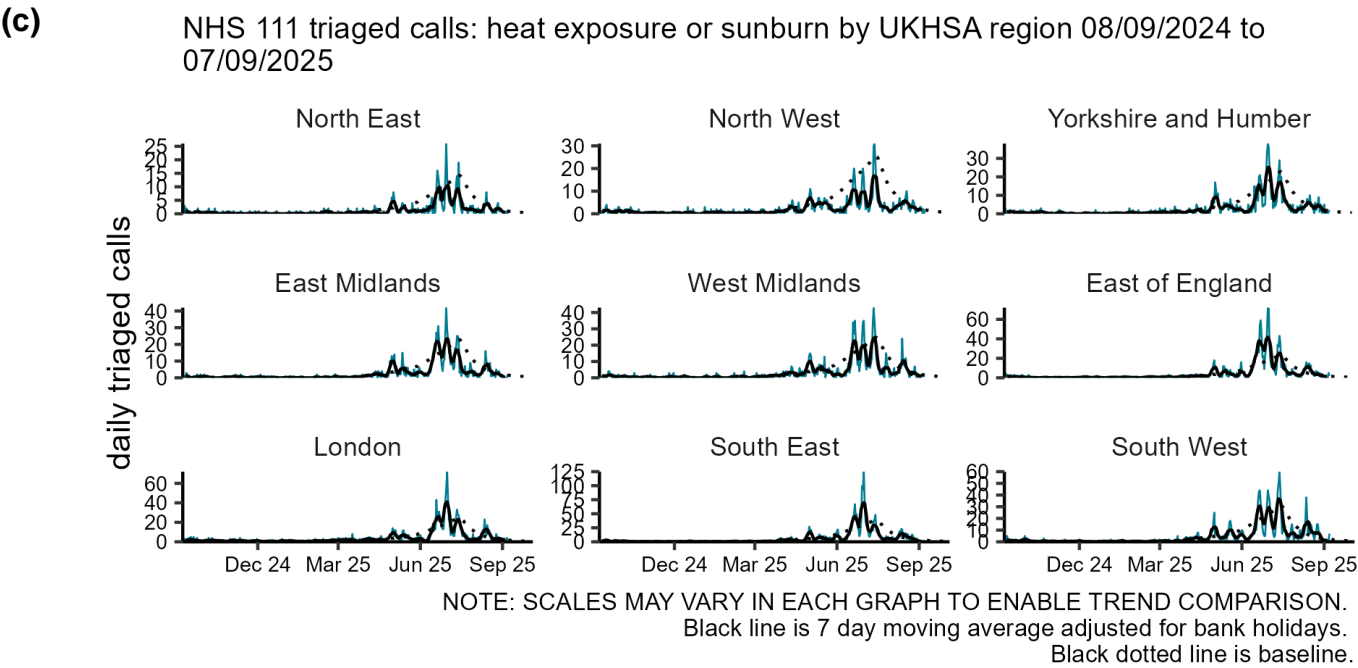 (c)
NHS 111 triaged calls: heat exposure or sunburn by UKHSA region 08/09/2024 to
07/09/2025
daily triaged calls
North East
25
20
15
10
5
0
North West
30
20
10
0
Yorkshire and Humber
30
20
10
0
East Midlands
40
30
20
10
0
West Midlands
40
30
20
10
0
East of England
60
40
20
0
London
60
40
20
0
Dec 24 Mar 25 Jun 25 Sep 25
South East
125
100
75
50
25
0
Dec 24 Mar 25 Jun 25 Sep 25
South West
60
50
40
30
20
10
0
Dec 24 Mar 25 Jun 25 Sep 25
NOTE: SCALES MAY VARY IN EACH GRAPH TO ENABLE TREND COMPARISON.
Black line is 7 day moving average adjusted for bank holidays.
Black dotted line is baseline.